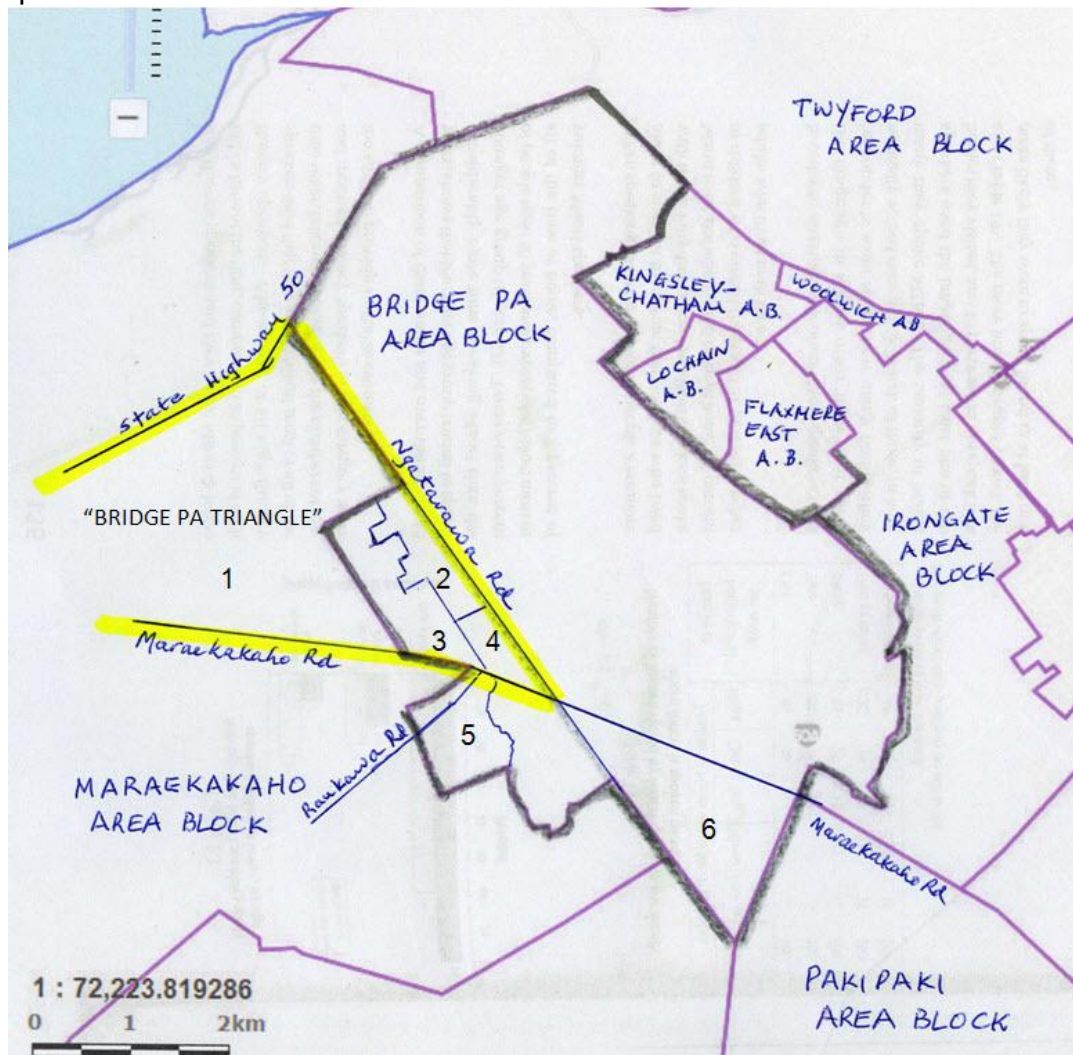 TWYFORD
AREA BLOCK
KINGSLEY-
CHATHAM A.B.
WOOLWICH AB
State Highway 50
BRIDGE PA
AREA BLOCK
LOCHAIN
A.B.
FLAXMERE
EAST
A.B.
Ngatarawa Rd
"BRIDGE PA TRIANGLE"
IRONGATE
AREA
BLOCK
1
2
3
4
Maraekakaho Rd
5
Raukawa Rd
MARAEKAKAHO
AREA BLOCK
6
Maraekakaho Rd
1 : 72,223.819286
0 1 2km
PAKIPAKI
AREA BLOCK